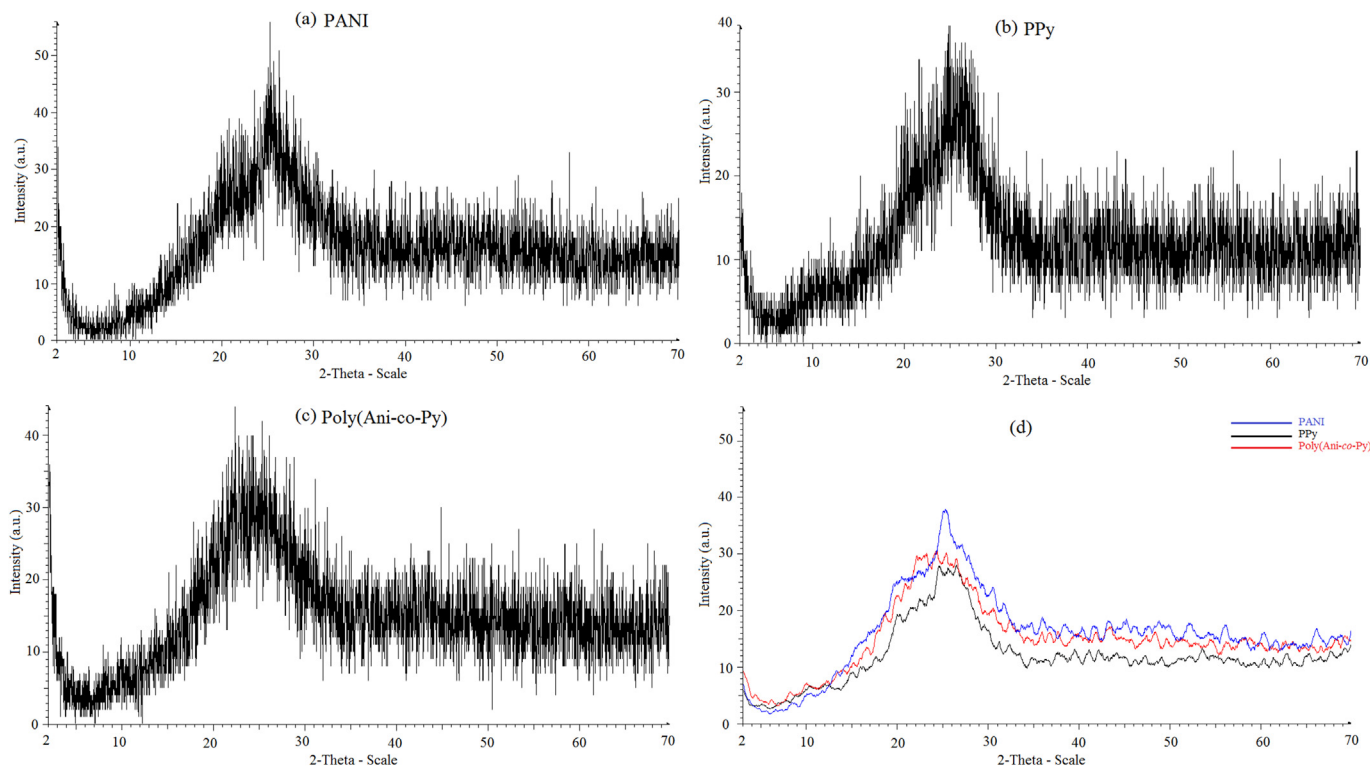 (a) PANI
Intensity (a.u.)
50
40
30
20
10
0
2 10 20 30 40 50 60 70
2-Theta - Scale
(b) PPy
Intensity (a.u.)
40
30
20
10
0
2 10 20 30 40 50 60 70
2-Theta - Scale
(c) Poly(Ani-co-Py)
Intensity (a.u.)
40
30
20
10
0
2 10 20 30 40 50 60 70
2-Theta - Scale
(d)
PANI
PPy
Poly(Ani-co-Py)
Intensity (a.u.)
50
40
30
20
10
0
2 10 20 30 40 50 60 70
2-Theta - Scale